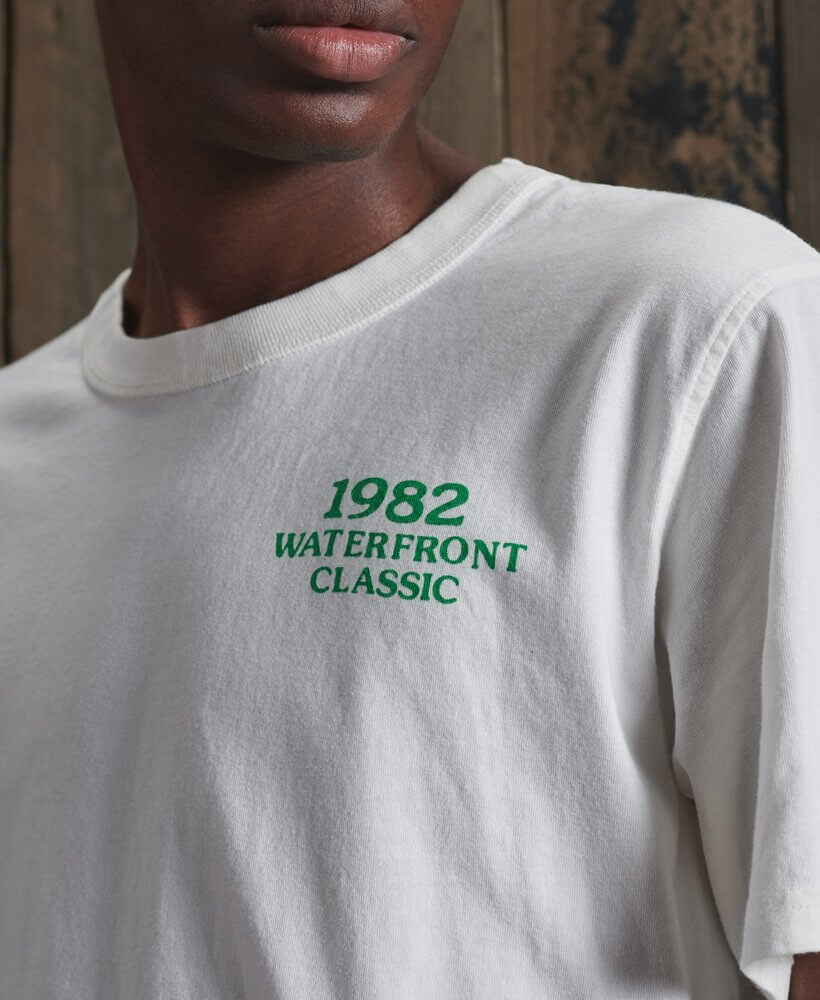 1982
WATERFRONT
CLASSIC